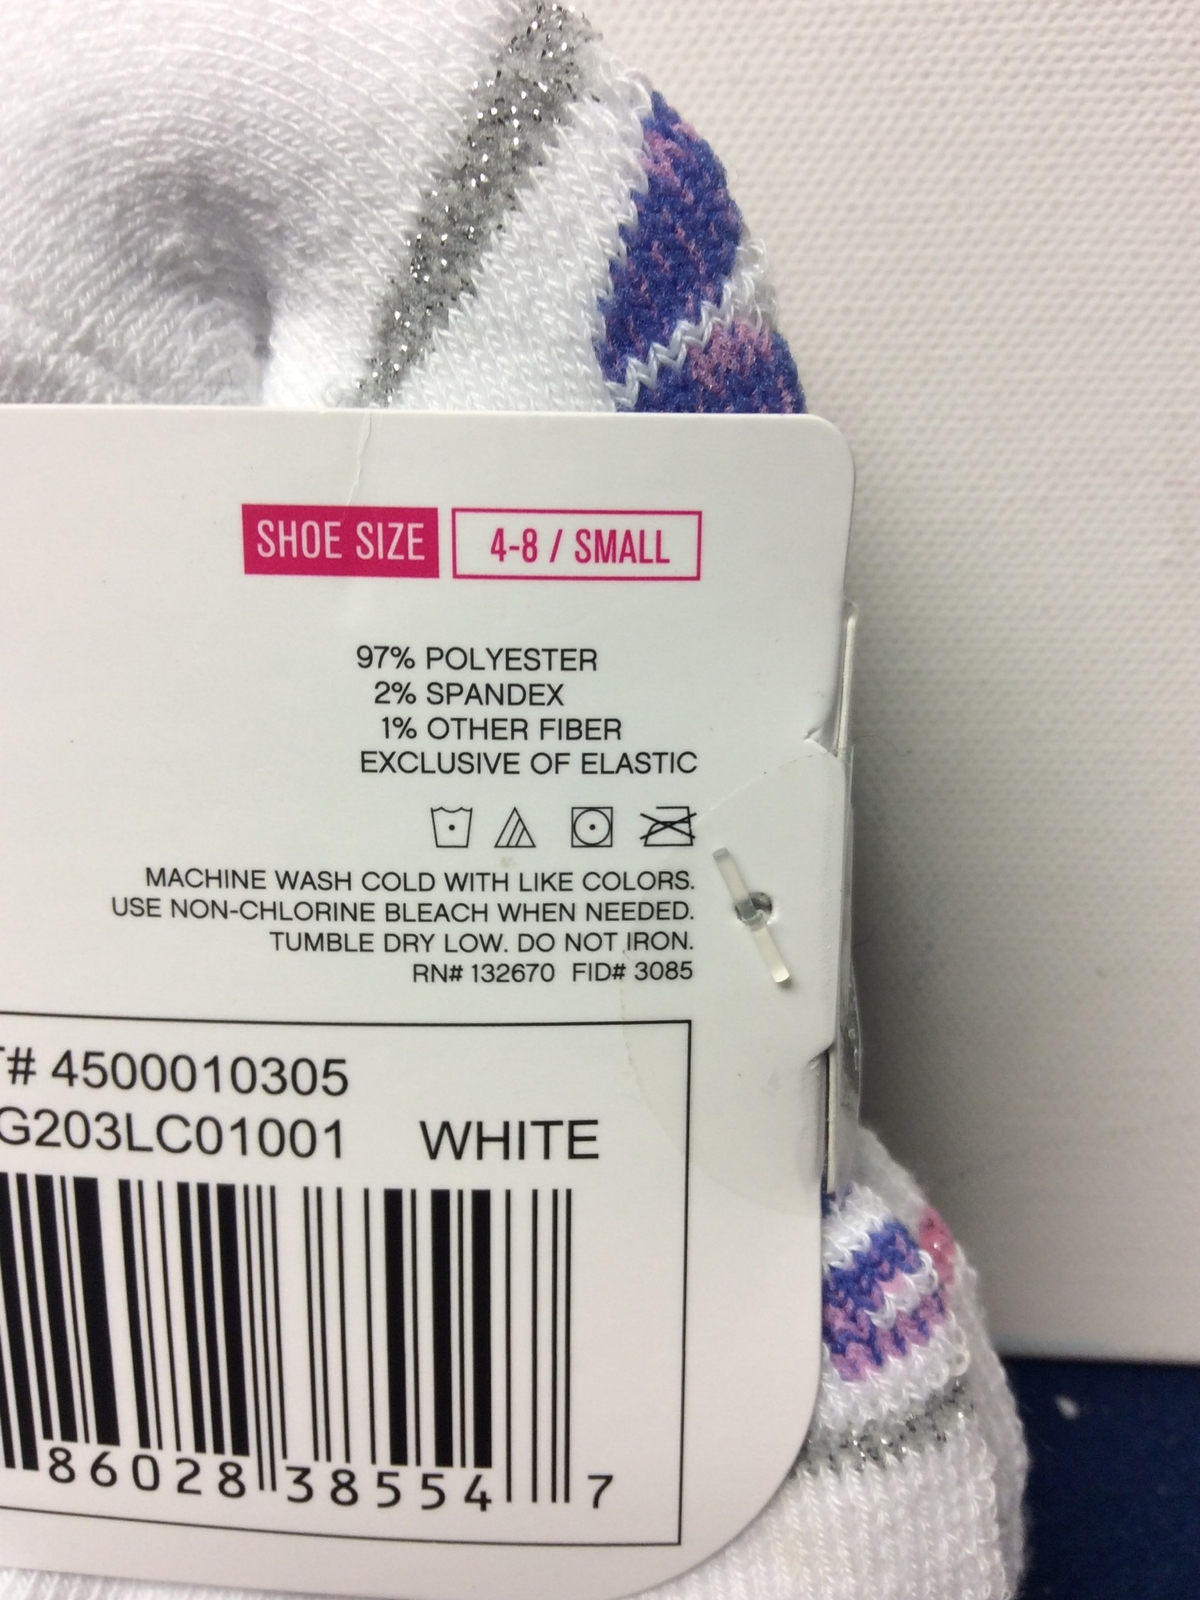 SHOE SIZE 4-8 / SMALL
97% POLYESTER
2% SPANDEX
1% OTHER FIBER
EXCLUSIVE OF ELASTIC
MACHINE WASH COLD WITH LIKE COLORS.
USE NON-CHLORINE BLEACH WHEN NEEDED.
TUMBLE DRY LOW. DO NOT IRON.
RN# 132670 FID# 3085
# 4500010305
G203LC01001 WHITE
86028 38554 7